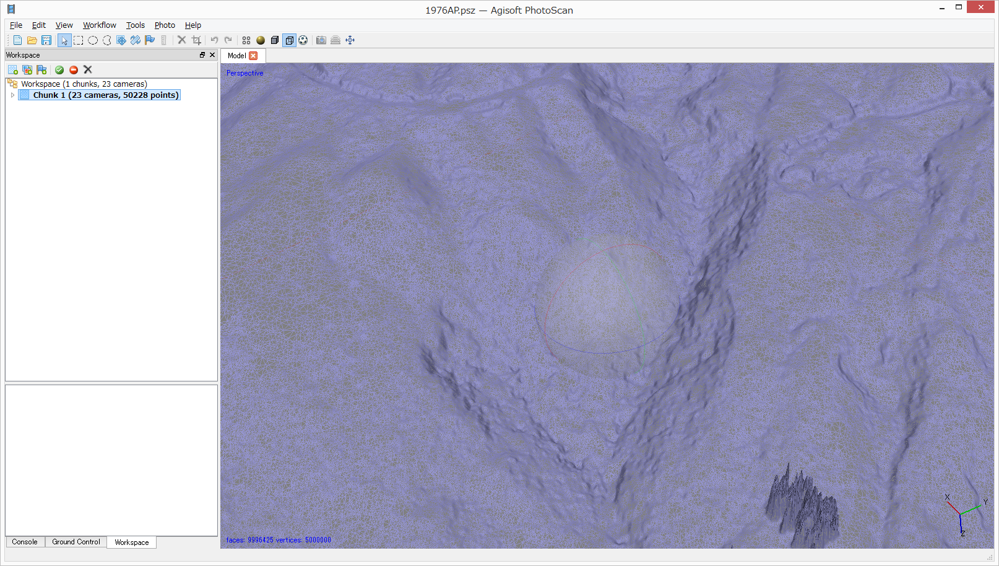 1976AP.psz — Agisoft PhotoScan
File Edit View Workflow Tools Photo Help
Workspace
Model
Perspective
Workspace (1 chunks, 23 cameras)
Chunk 1 (23 cameras, 50228 points)
X
Y
Z
faces: 9996425 vertices: 5000000
Console Ground Control Workspace